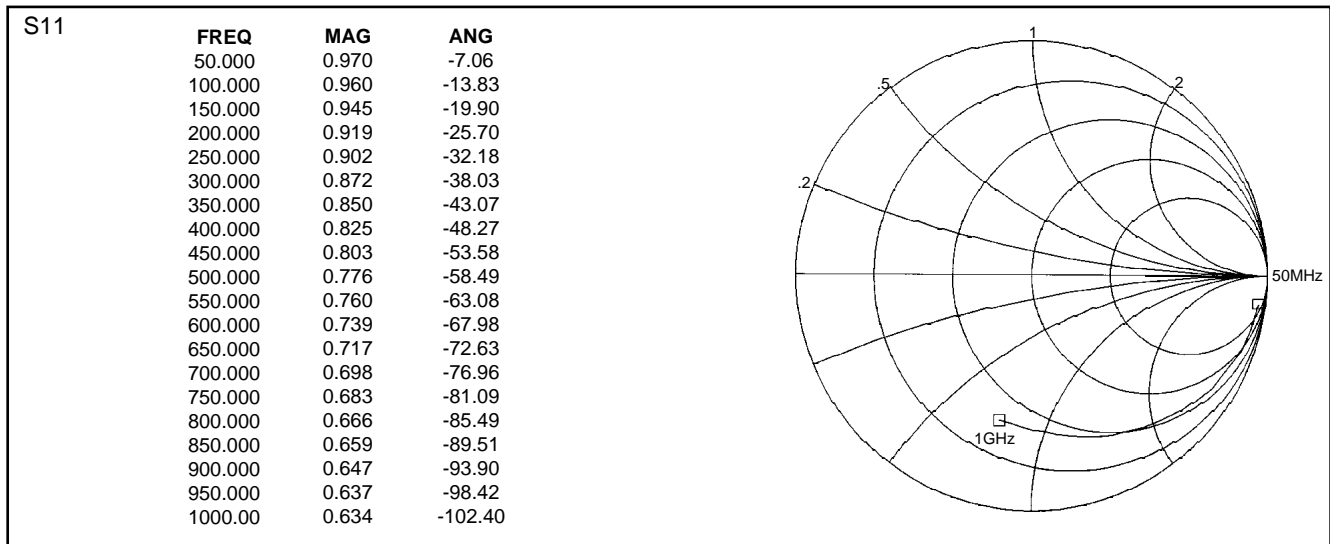 S11
FREQ MAG ANG
50.000 0.970 -7.06
100.000 0.960 -13.83
150.000 0.945 -19.90
200.000 0.919 -25.70
250.000 0.902 -32.18
300.000 0.872 -38.03
350.000 0.850 -43.07
400.000 0.825 -48.27
450.000 0.803 -53.58
500.000 0.776 -58.49
550.000 0.760 -63.08
600.000 0.739 -67.98
650.000 0.717 -72.63
700.000 0.698 -76.96
750.000 0.683 -81.09
800.000 0.666 -85.49
850.000 0.659 -89.51
900.000 0.647 -93.90
950.000 0.637 -98.42
1000.00 0.634 -102.40
1
.5
2
.2
50MHz
1GHz